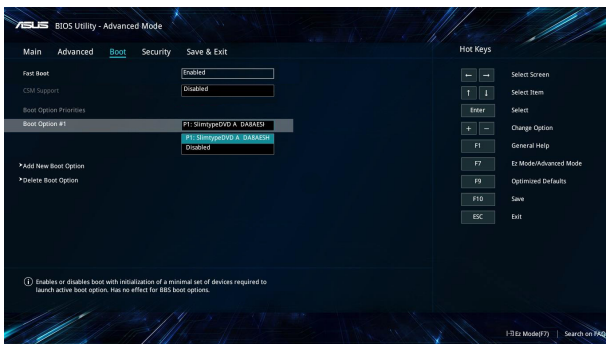 ASUS BIOS Utility - Advanced Mode
Main Advanced Boot Security Save & Exit
Hot Keys
Fast Boot Enabled
CSM Support Disabled
Boot Option Priorities
Boot Option #1 P1: SlimtypeDVD A DA8AESI
P1: SlimtypeDVD A DA8AESH
Disabled
Add New Boot Option
Delete Boot Option
← → Select Screen
↑ ↓ Select Item
Enter Select
+ − Change Option
F1 General Help
F7 Ez Mode/Advanced Mode
F9 Optimized Defaults
F10 Save
ESC Exit
Enables or disables boot with initialization of a minimal set of devices required to
launch active boot option. Has no effect for BBS boot options.
Ez Mode(F7) | Search on FAQ